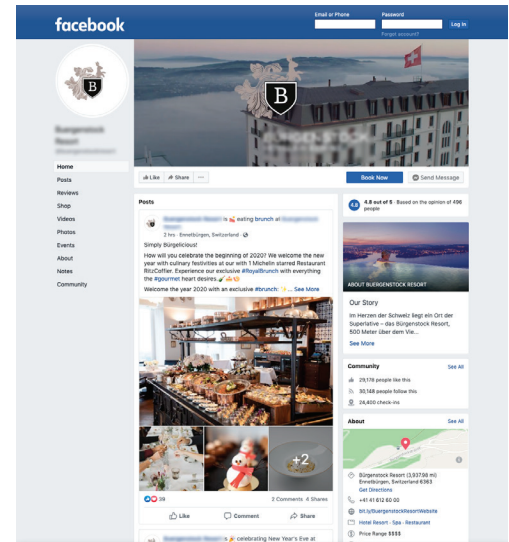 facebook
Email or Phone
Password
Log In
Forgot account?
B
B
Home
Posts
Reviews
Shop
Videos
Photos
Events
About
Notes
Community
Like
Share
Book Now
Send Message
Posts
is eating brunch at
2 hrs · Ennetbürgen, Switzerland ·
Simply Bürgelicious!
How will you celebrate the beginning of 2020? We welcome the new
year with culinary festivities at our with 1 Michelin starred Restaurant
RitzCoffier. Experience our exclusive #RoyalBrunch with everything
the #gourmet heart desires.
Welcome the year 2020 with an exclusive #brunch: ... See More
+2
39
2 Comments 4 Shares
Like
Comment
Share
is celebrating New Year's Eve at
4.8
4.8 out of 5 · Based on the opinion of 496
people
ABOUT BUERGENSTOCK RESORT
Our Story
Im Herzen der Schweiz liegt ein Ort der
Superlative – das Bürgenstock Resort,
500 Meter über dem Vie...
See More
Community
See All
29,178 people like this
30,148 people follow this
24,400 check-ins
About
See All
Bürgenstock Resort (3,937.98 mi)
Ennetbürgen, Switzerland 6363
Get Directions
+41 41 612 60 00
bit.ly/BuergenstockResortWebsite
Hotel Resort · Spa · Restaurant
Price Range $$$$